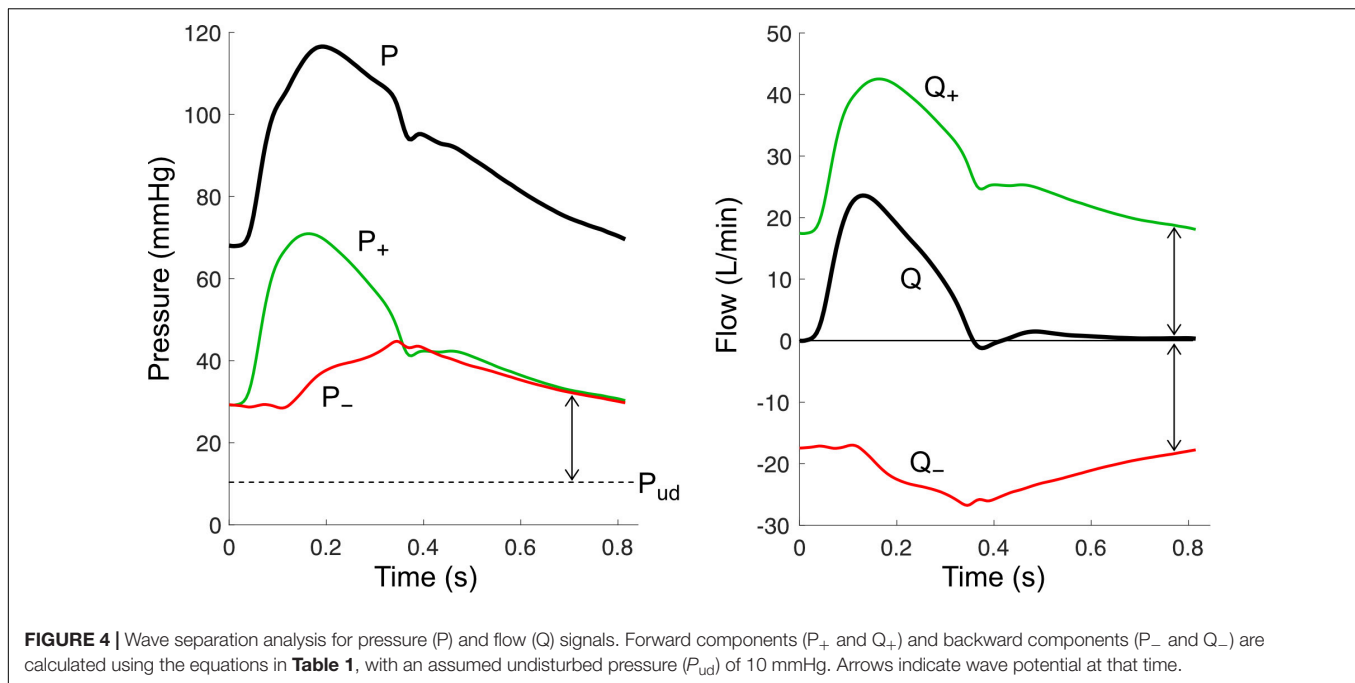 120
100
80
60
40
20
0
Pressure (mmHg)
P
P+
P−
Pud
0
0.2
0.4
0.6
0.8
Time (s)
50
40
30
20
10
0
-10
-20
-30
Flow (L/min)
Q+
Q
Q−
0
0.2
0.4
0.6
0.8
Time (s)
FIGURE 4 | Wave separation analysis for pressure (P) and flow (Q) signals. Forward components (P+ and Q+) and backward components (P− and Q−) are
calculated using the equations in Table 1, with an assumed undisturbed pressure (Pud) of 10 mmHg. Arrows indicate wave potential at that time.